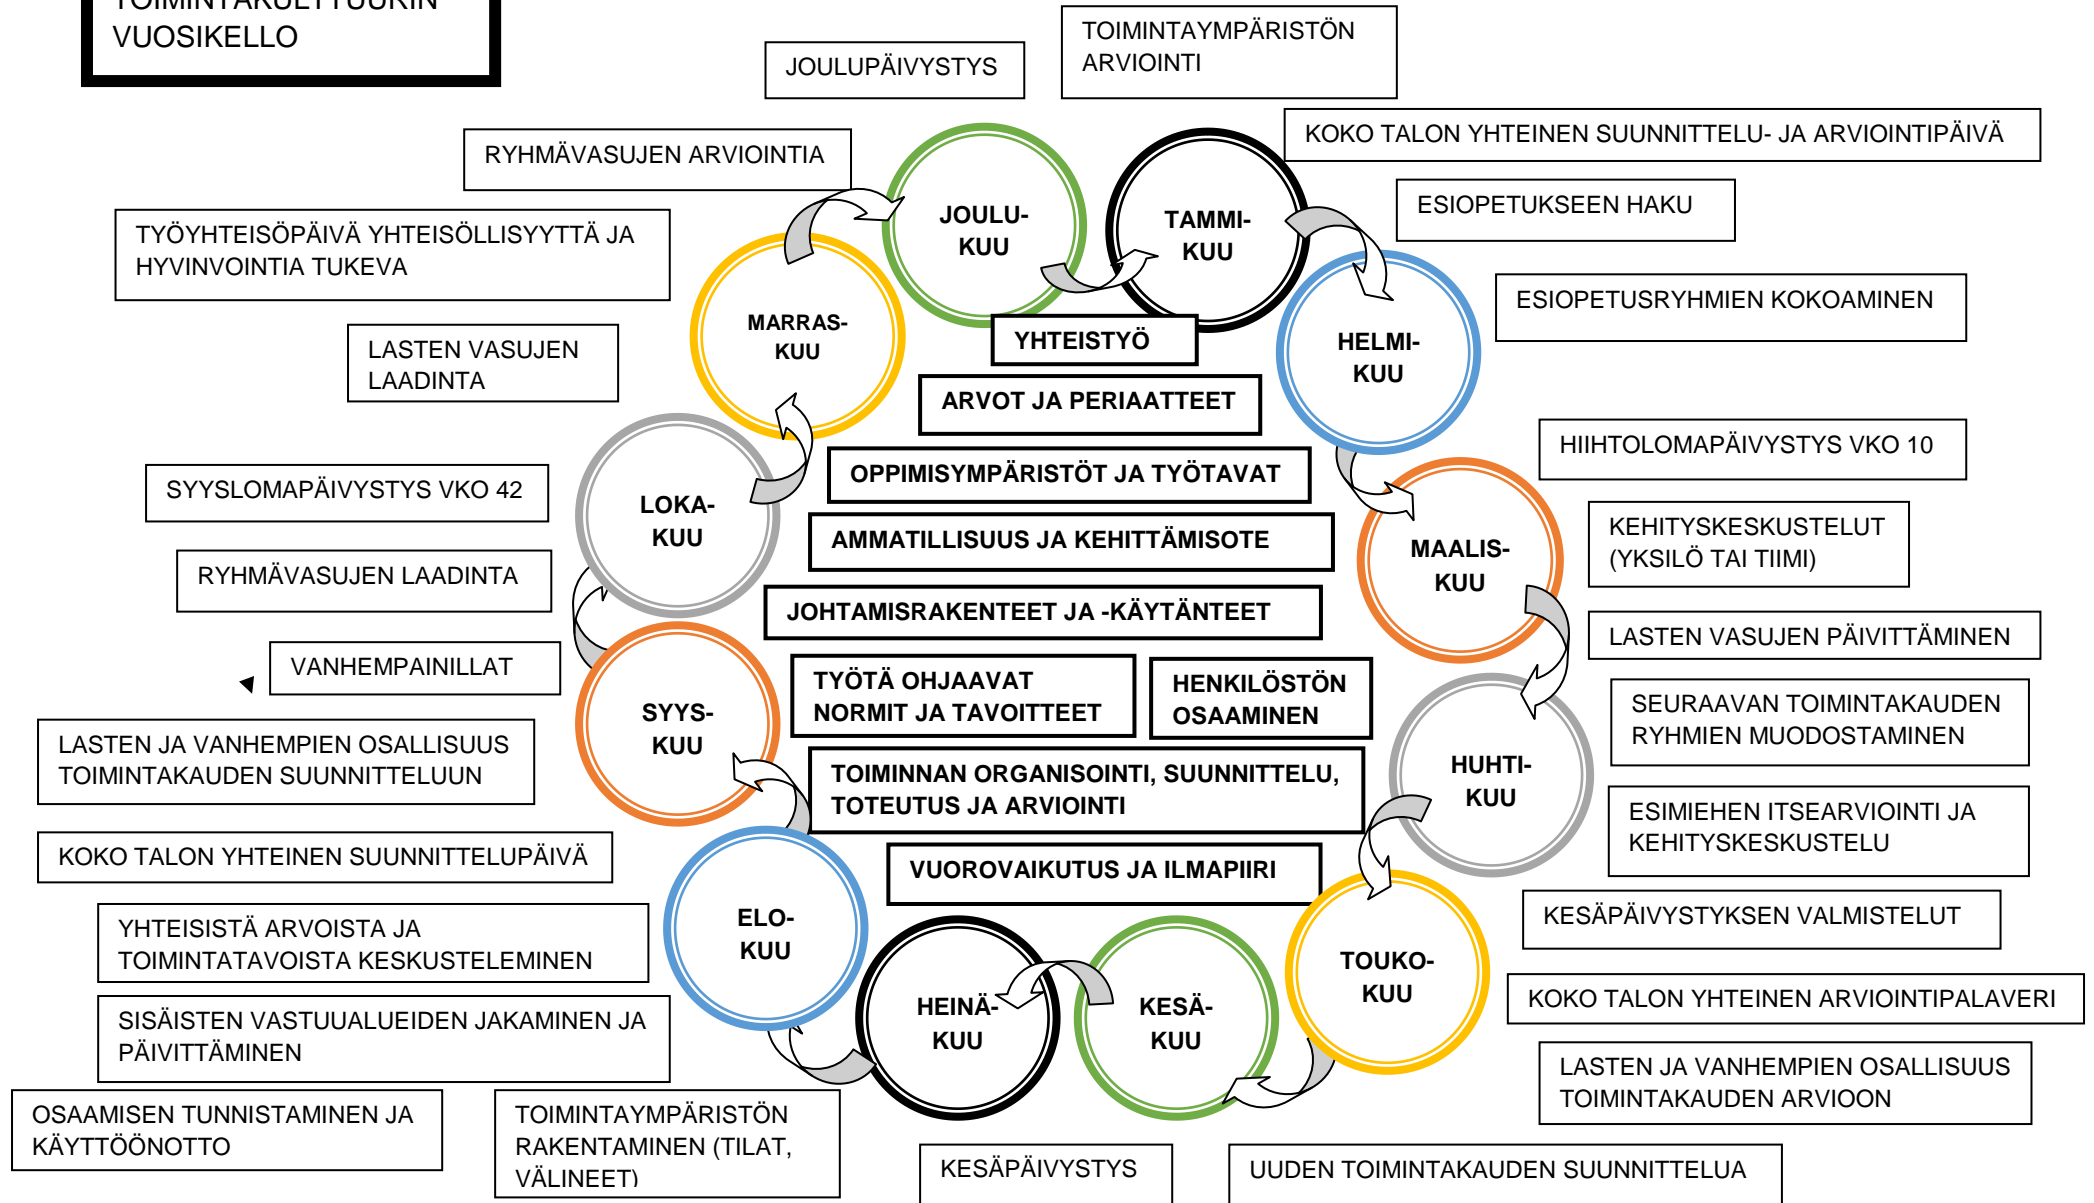 TOIMINTAKULTTUURIN
VUOSIKELLO
JOULUPÄIVYSTYS
TOIMINTAYMPÄRISTÖN
ARVIOINTI
RYHMÄVASUJEN ARVIOINTIA
KOKO TALON YHTEINEN SUUNNITTELU- JA ARVIOINTIPÄIVÄ
ESIOPETUKSEEN HAKU
TYÖYHTEISÖPÄIVÄ YHTEISÖLLISYYTTÄ JA
HYVINVOINTIA TUKEVA
ESIOPETUSRYHMIEN KOKOAMINEN
LASTEN VASUJEN
LAADINTA
JOULU-
KUU
TAMMI-
KUU
MARRAS-
KUU
HELMI-
KUU
YHTEISTYÖ
ARVOT JA PERIAATTEET
OPPIMISYMPÄRISTÖT JA TYÖTAVAT
AMMATILLISUUS JA KEHITTÄMISOTE
JOHTAMISRAKENTEET JA -KÄYTÄNTEET
TYÖTÄ OHJAAVAT
NORMIT JA TAVOITTEET
HENKILÖSTÖN
OSAAMINEN
TOIMINNAN ORGANISOINTI, SUUNNITTELU,
TOTEUTUS JA ARVIOINTI
VUOROVAIKUTUS JA ILMAPIIRI
SYYSLOMAPÄIVYSTYS VKO 42
LOKA-
KUU
RYHMÄVASUJEN LAADINTA
VANHEMPAINILLAT
SYYS-
KUU
LASTEN JA VANHEMPIEN OSALLISUUS
TOIMINTAKAUDEN SUUNNITTELUUN
KOKO TALON YHTEINEN SUUNNITTELUPÄIVÄ
ELO-
KUU
YHTEISISTÄ ARVOISTA JA
TOIMINTATAVOISTA KESKUSTELEMINEN
SISÄISTEN VASTUUALUEIDEN JAKAMINEN JA
PÄIVITTÄMINEN
OSAAMISEN TUNNISTAMINEN JA
KÄYTTÖÖNOTTO
TOIMINTAYMPÄRISTÖN
RAKENTAMINEN (TILAT,
VÄLINEET)
HIIHTOLOMAPÄIVYSTYS VKO 10
MAALIS-
KUU
KEHITYSKESKUSTELUT
(YKSILÖ TAI TIIMI)
LASTEN VASUJEN PÄIVITTÄMINEN
SEURAAVAN TOIMINTAKAUDEN
RYHMIEN MUODOSTAMINEN
HUHTI-
KUU
ESIMIEHEN ITSEARVIOINTI JA
KEHITYSKESKUSTELU
KESÄPÄIVYSTYKSEN VALMISTELUT
TOUKO-
KUU
KOKO TALON YHTEINEN ARVIOINTIPALAVERI
LASTEN JA VANHEMPIEN OSALLISUUS
TOIMINTAKAUDEN ARVIOON
HEINÄ-
KUU
KESÄ-
KUU
KESÄPÄIVYSTYS
UUDEN TOIMINTAKAUDEN SUUNNITTELUA